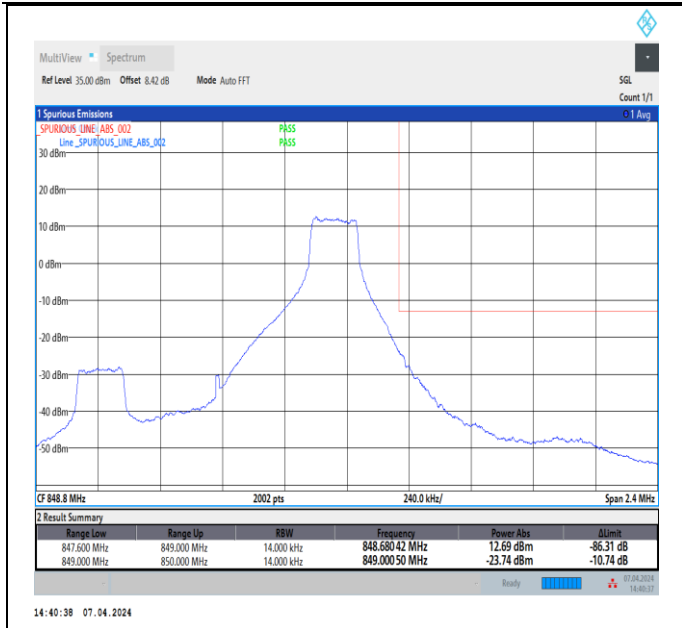 MultiView Spectrum
Ref Level 35.00 dBm Offset 8.42 dB Mode Auto FFT SGL
Count 1/1
1 Spurious Emissions 1 Avg
_SPURIOUS_LINE_ABS_002 PASS
Line _SPURIOUS_LINE_ABS_002 PASS
30 dBm
20 dBm
10 dBm
0 dBm
-10 dBm
-20 dBm
-30 dBm
-40 dBm
-50 dBm
CF 848.8 MHz 2002 pts 240.0 kHz/ Span 2.4 MHz
2 Result Summary
Range Low Range Up RBW Frequency Power Abs ΔLimit
847.600 MHz 849.000 MHz 14.000 kHz 848.68042 MHz 12.69 dBm -86.31 dB
849.000 MHz 850.000 MHz 14.000 kHz 849.00050 MHz -23.74 dBm -10.74 dB
Ready 07.04.2024
14:40:37
14:40:38 07.04.2024